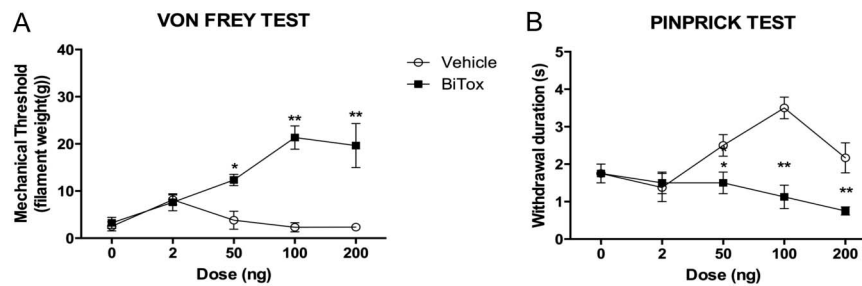 A
VON FREY TEST
Mechanical Threshold
(filament weight(g))
40
30
20
10
0
*
**
**
0 2 50 100 200
Dose (ng)
Vehicle
BiTox
B
PINPRICK TEST
Withdrawal duration (s)
5
4
3
2
1
0
*
*
**
**
0 2 50 100 200
Dose (ng)